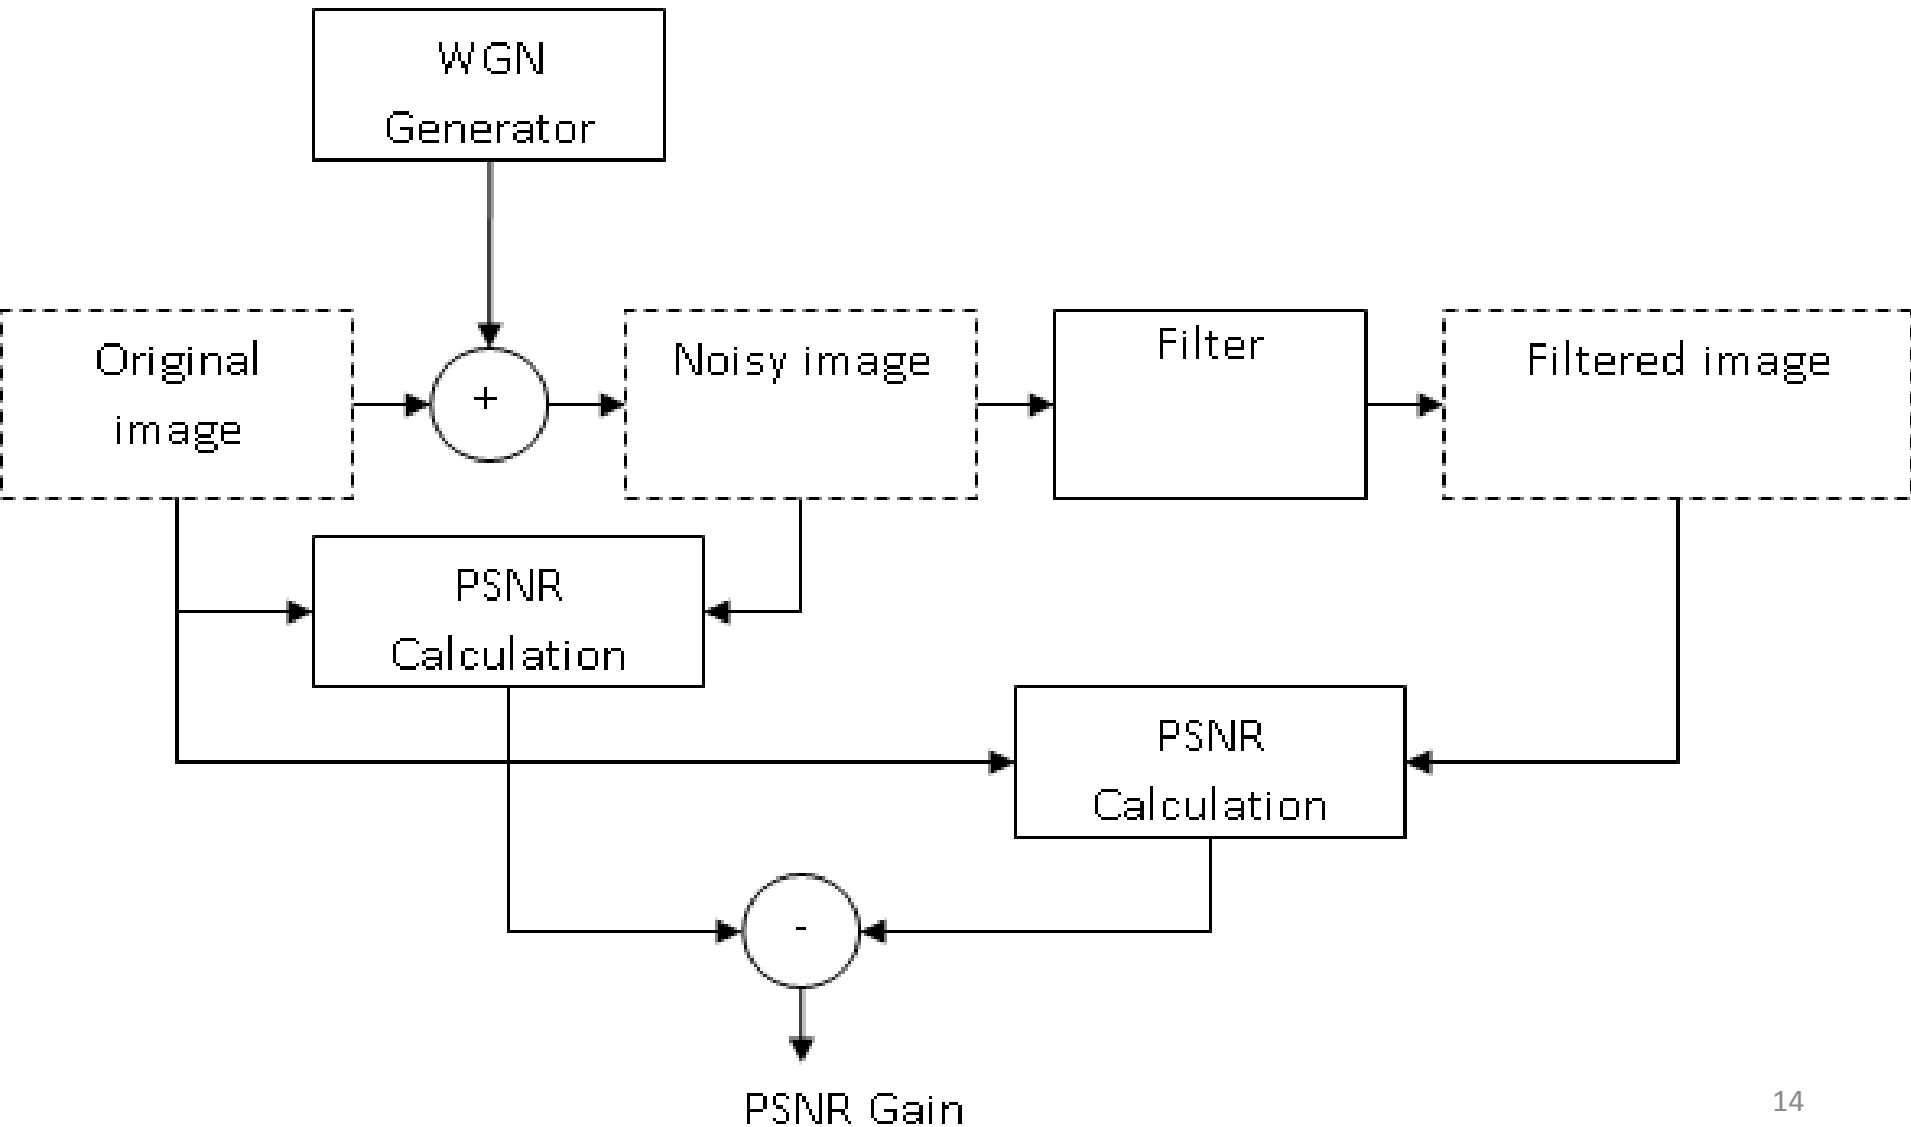 WGN
Generator
Original
image
+
Noisy image
Filter
Filtered image
PSNR
Calculation
PSNR
Calculation
-
PSNR Gain
14